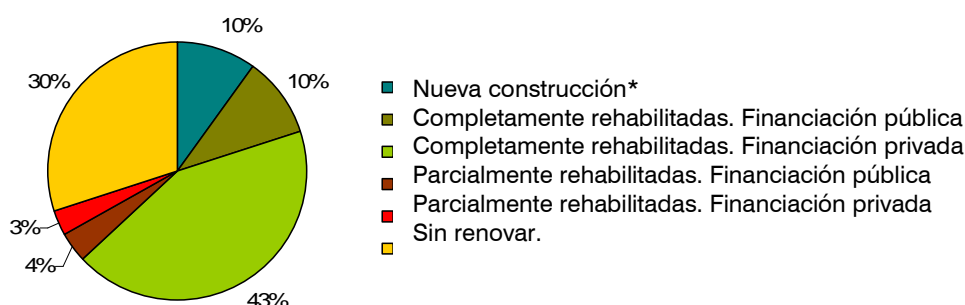 10%
30%
10%
3%
4%
43%
Nueva construcción*
Completamente rehabilitadas. Financiación pública
Completamente rehabilitadas. Financiación privada
Parcialmente rehabilitadas. Financiación pública
Parcialmente rehabilitadas. Financiación privada
Sin renovar.